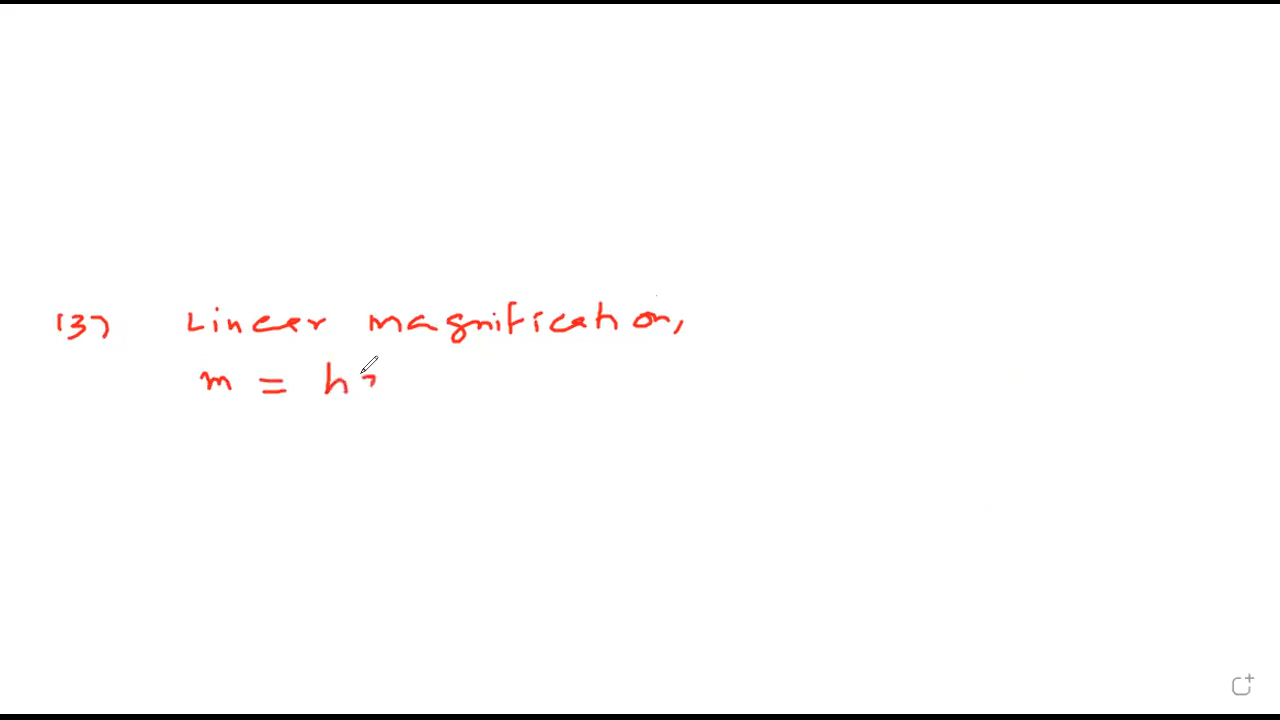 (3) Linear magnification,
m = h